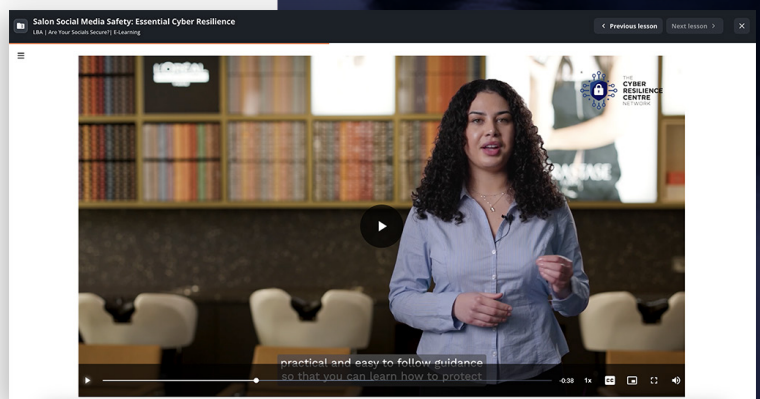 Salon Social Media Safety: Essential Cyber Resilience
LBA | Are Your Socials Secure?| E-Learning
Previous lesson
Next lesson
THE
CYBER
RESILIENCE
CENTRE
NETWORK
practical and easy to follow guidance
so that you can learn how to protect
-0:38
1x
CC